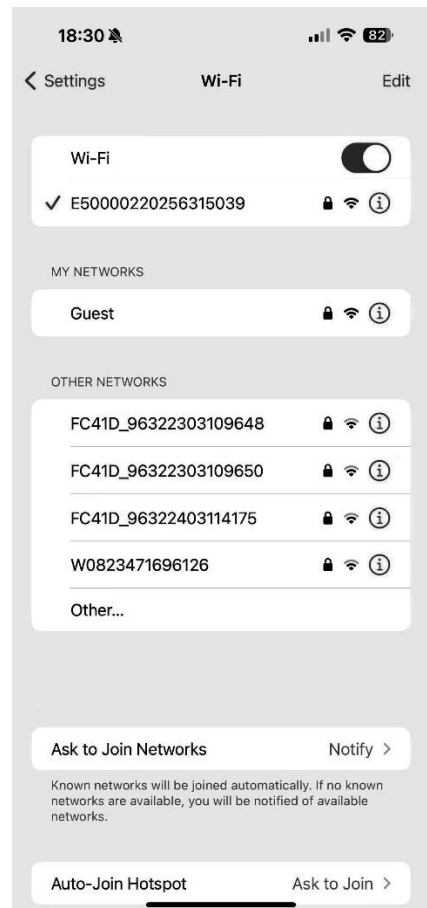 18:30 82
Settings Wi-Fi Edit
Wi-Fi
E50000220256315039
MY NETWORKS
Guest
OTHER NETWORKS
FC41D_96322303109648
FC41D_96322303109650
FC41D_96322403114175
W0823471696126
Other...
Ask to Join Networks Notify
Known networks will be joined automatically. If no known
networks are available, you will be notified of available
networks.
Auto-Join Hotspot Ask to Join